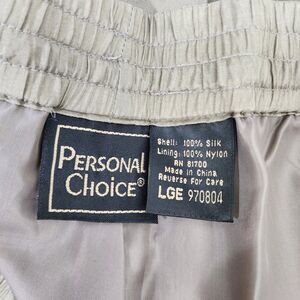 PERSONAL
CHOICE®
Shell: 100% Silk
Lining: 100% Nylon
RN 81700
Made in China
Reverse For Care
LGE 970804